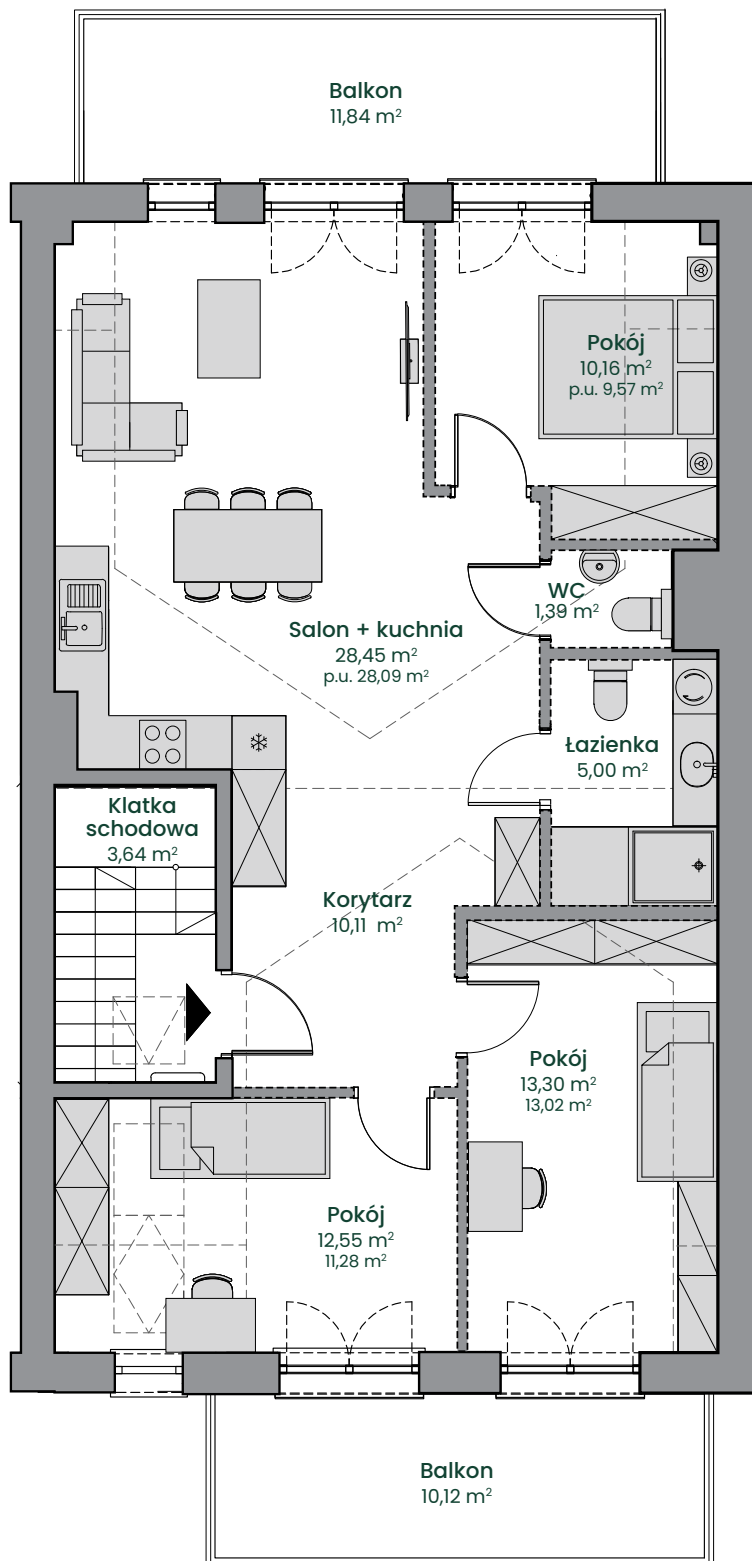 Balkon
11,84 m²
Pokój
10,16 m²
p.u. 9,57 m²
WC
1,39 m²
Salon + kuchnia
28,45 m²
p.u. 28,09 m²
Łazienka
5,00 m²
Klatka
schodowa
3,64 m²
Korytarz
10,11 m²
Pokój
13,30 m²
13,02 m²
Pokój
12,55 m²
11,28 m²
Balkon
10,12 m²